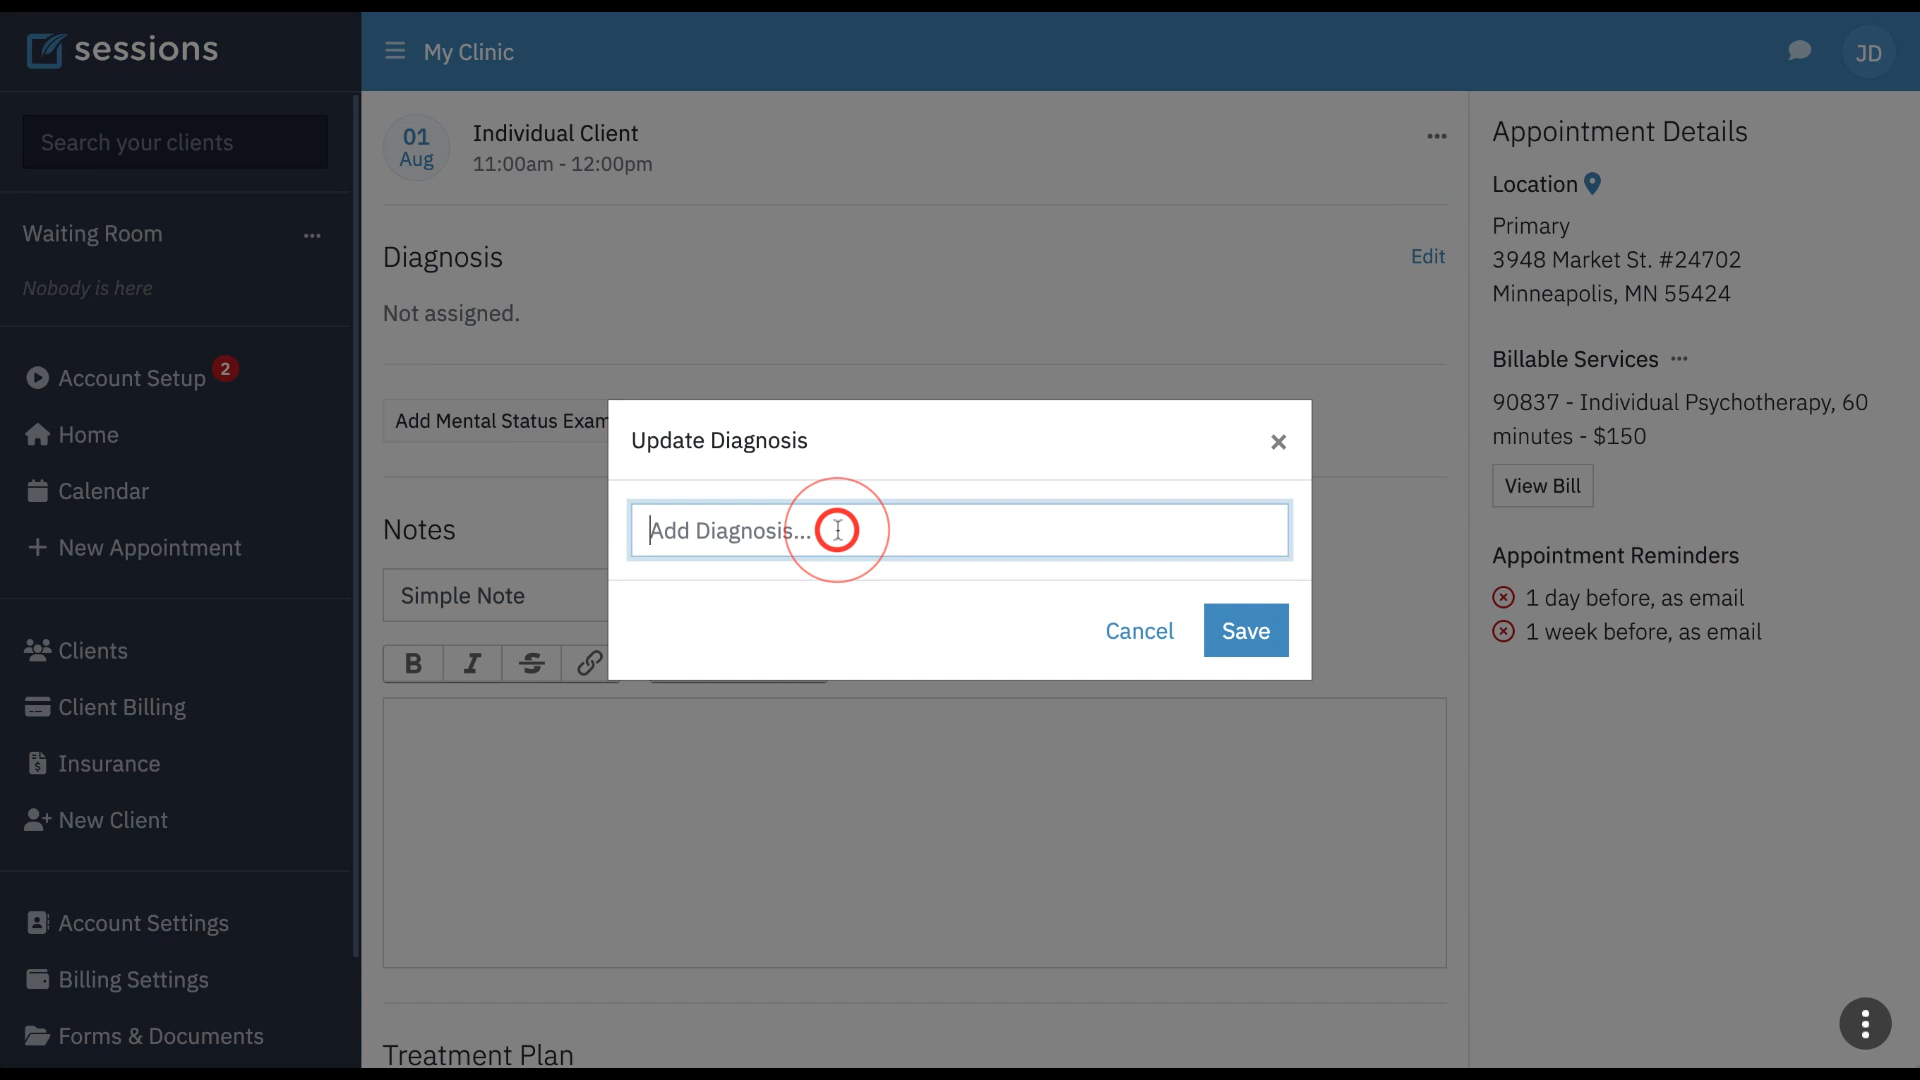 sessions
My Clinic
JD
Search your clients
Waiting Room
Nobody is here
Account Setup 2
Home
Calendar
New Appointment
Clients
Client Billing
Insurance
New Client
Account Settings
Billing Settings
Forms & Documents
01
Aug
Individual Client
11:00am - 12:00pm
Diagnosis
Edit
Not assigned.
Add Mental Status Exam
Update Diagnosis
Add Diagnosis...
Cancel
Save
Notes
Simple Note
B I S
Treatment Plan
Appointment Details
Location
Primary
3948 Market St. #24702
Minneapolis, MN 55424
Billable Services
90837 - Individual Psychotherapy, 60
minutes - $150
View Bill
Appointment Reminders
1 day before, as email
1 week before, as email